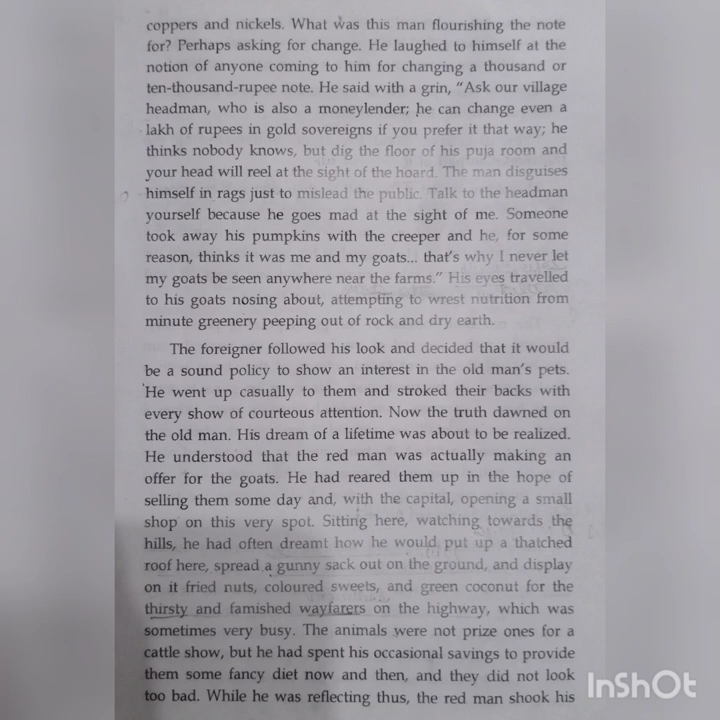 coppers and nickels. What was this man flourishing the note
for? Perhaps asking for change. He laughed to himself at the
notion of anyone coming to him for changing a thousand or
ten-thousand-rupee note. He said with a grin, "Ask our village
headman, who is also a moneylender; he can change even a
lakh of rupees in gold sovereigns if you prefer it that way; he
thinks nobody knows, but dig the floor of his puja room and
your head will reel at the sight of the hoard. The man disguises
himself in rags just to mislead the public. Talk to the headman
yourself because he goes mad at the sight of me. Someone
took away his pumpkins with the creeper and he, for some
reason, thinks it was me and my goats... that's why I never let
my goats be seen anywhere near the farms." His eyes travelled
to his goats nosing about, attempting to wrest nutrition from
minute greenery peeping out of rock and dry earth.
The foreigner followed his look and decided that it would
be a sound policy to show an interest in the old man's pets.
He went up casually to them and stroked their backs with
every show of courteous attention. Now the truth dawned on
the old man. His dream of a lifetime was about to be realized.
He understood that the red man was actually making an
offer for the goats. He had reared them up in the hope of
selling them some day and, with the capital, opening a small
shop on this very spot. Sitting here, watching towards the
hills, he had often dreamt how he would put up a thatched
roof here, spread a gunny sack out on the ground, and display
on it fried nuts, coloured sweets, and green coconut for the
thirsty and famished wayfarers on the highway, which was
sometimes very busy. The animals were not prize ones for a
cattle show, but he had spent his occasional savings to provide
them some fancy diet now and then, and they did not look
too bad. While he was reflecting thus, the red man shook his
InShOt